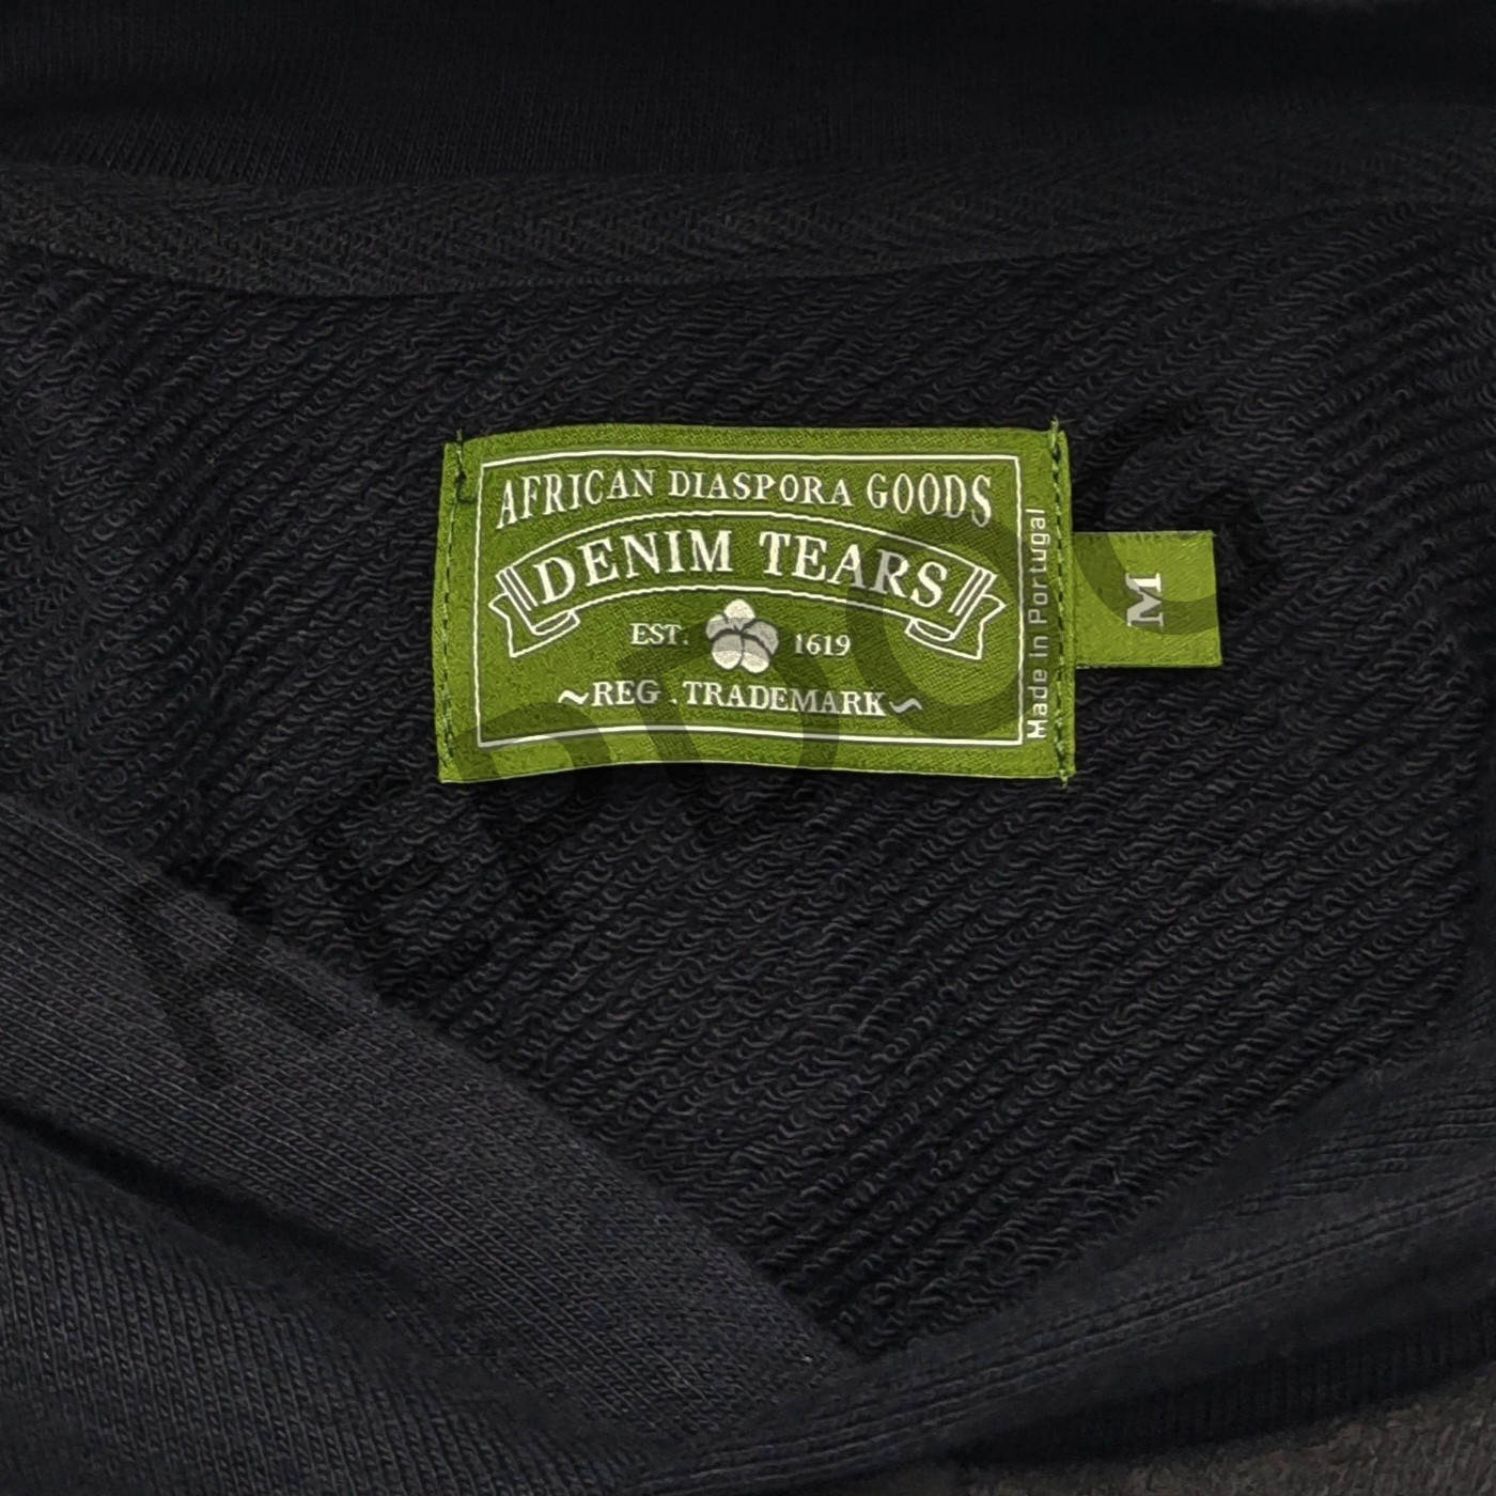 AFRICAN DIASPORA GOODS
DENIM TEARS
EST. 1619
~REG. TRADEMARK~
Made in Portugal
M